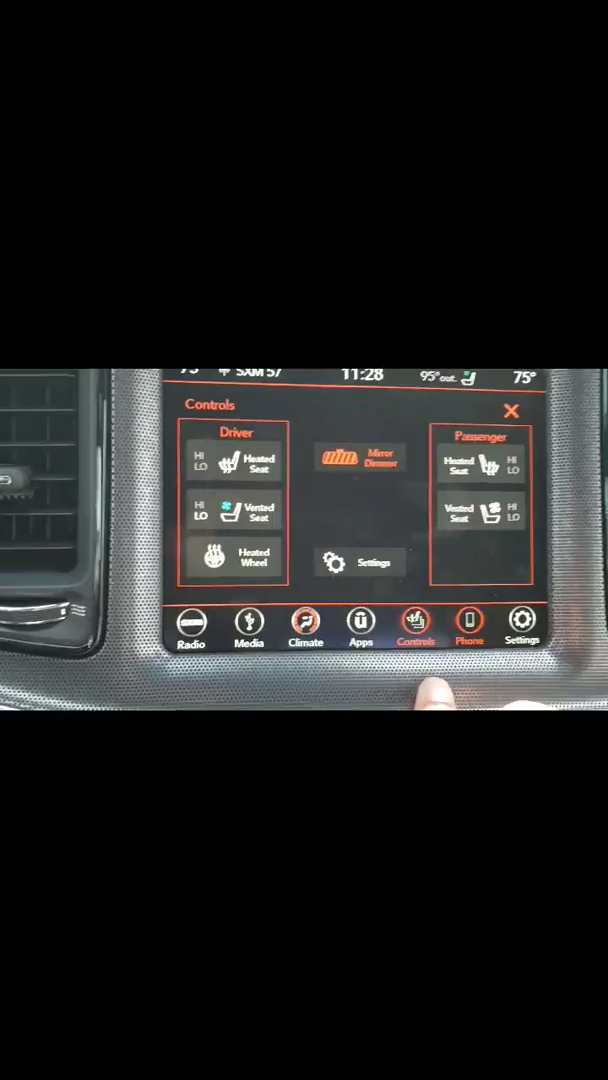 SXM 57 11:28 95°out. 75°
Controls
Driver
Passenger
HI
LO
Heated
Seat
Mirror
Dimmer
Heated
Seat
HI
LO
HI
LO
Vented
Seat
Vented
Seat
HI
LO
Heated
Wheel
Settings
Radio Media Climate Apps Controls Phone Settings